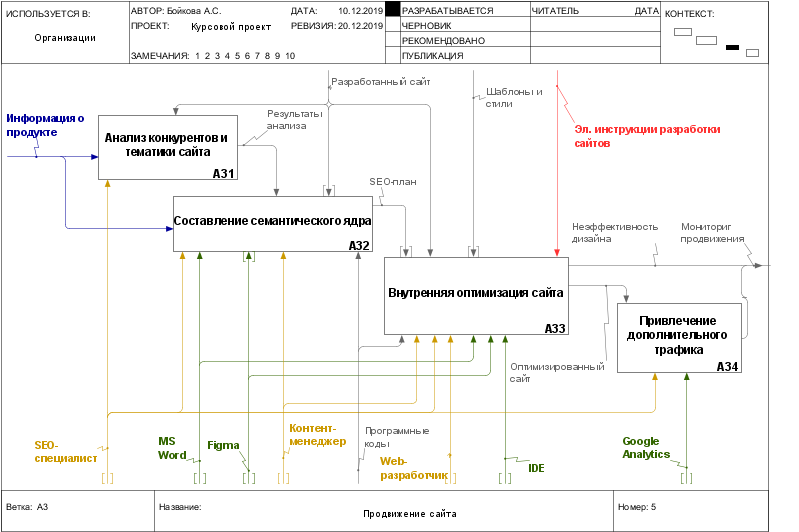 ИСПОЛЬЗУЕТСЯ В:
Организации
АВТОР: Бойкова А.С.
ДАТА: 10.12.2019
ПРОЕКТ: Курсовой проект
РЕВИЗИЯ: 20.12.2019
ЗАМЕЧАНИЯ: 1 2 3 4 5 6 7 8 9 10
РАЗРАБАТЫВАЕТСЯ
ЧЕРНОВИК
РЕКОМЕНДОВАНО
ПУБЛИКАЦИЯ
ЧИТАТЕЛЬ
ДАТА
КОНТЕКСТ:
Разработанный сайт
Шаблоны и
стили
Информация о
продукте
Анализ конкурентов и
тематики сайта
A31
Результаты
анализа
Эл. инструкции разработки
сайтов
SEO-план
Составление семантического ядра
A32
Неэффективность
дизайна
Мониториг
продвижения
Внутренняя оптимизация сайта
A33
Привлечение
дополнительного
трафика
A34
Оптимизированный
сайт
SEO-
специалист
MS
Word
Figma
Контент-
менеджер
Программные
коды
Web-
разработчик
IDE
Google
Analytics
Ветка: A3
Название:
Продвижение сайта
Номер: 5